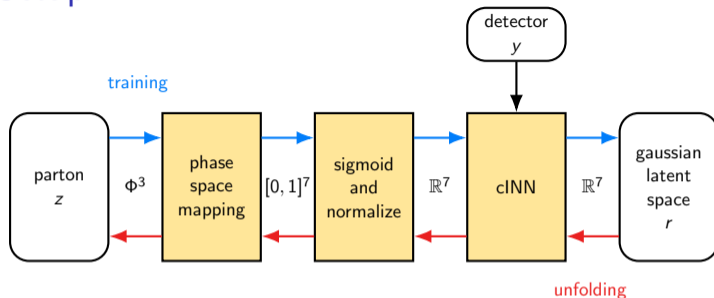 detector
y
training
parton
z
Φ³
phase
space
mapping
[0, 1]⁷
sigmoid
and
normalize
ℝ⁷
cINN
ℝ⁷
gaussian
latent
space
r
unfolding